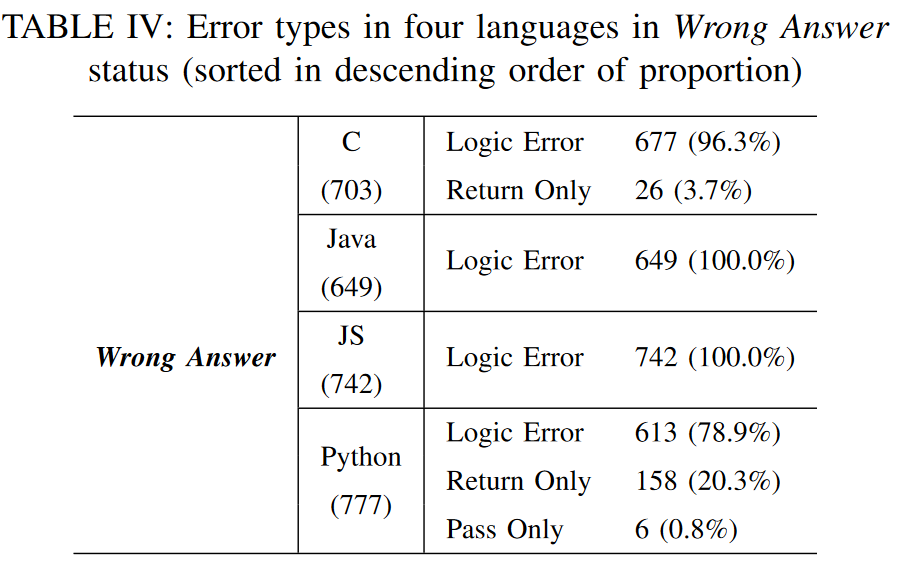 TABLE IV: Error types in four languages in Wrong Answer
status (sorted in descending order of proportion)
Wrong Answer
C
(703)
Logic Error 677 (96.3%)
Return Only 26 (3.7%)
Java
(649)
Logic Error 649 (100.0%)
JS
(742)
Logic Error 742 (100.0%)
Python
(777)
Logic Error 613 (78.9%)
Return Only 158 (20.3%)
Pass Only 6 (0.8%)